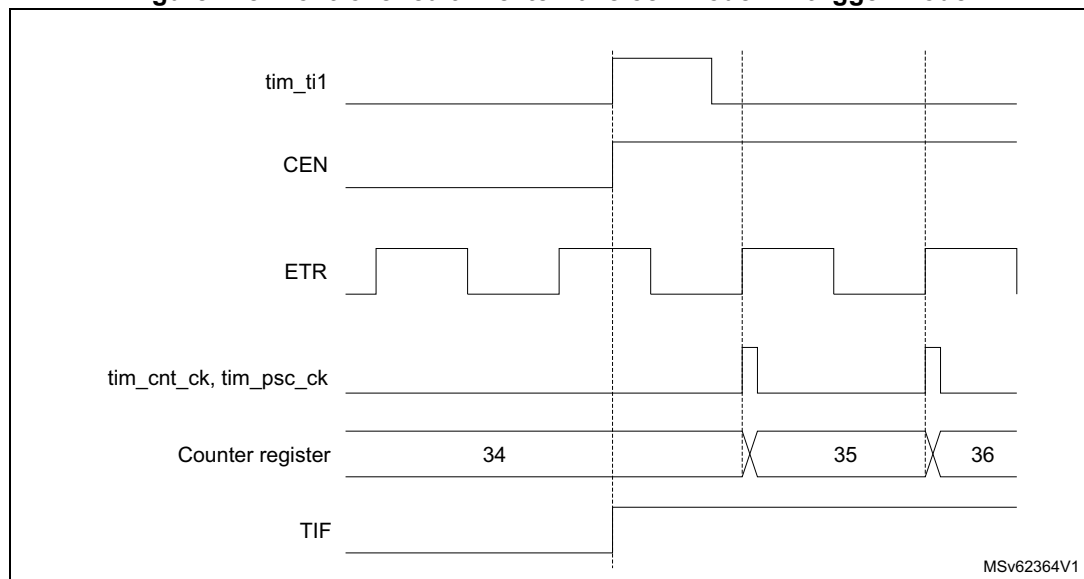 tim_ti1
CEN
ETR
tim_cnt_ck, tim_psc_ck
Counter register
34
35
36
TIF
MSv62364V1